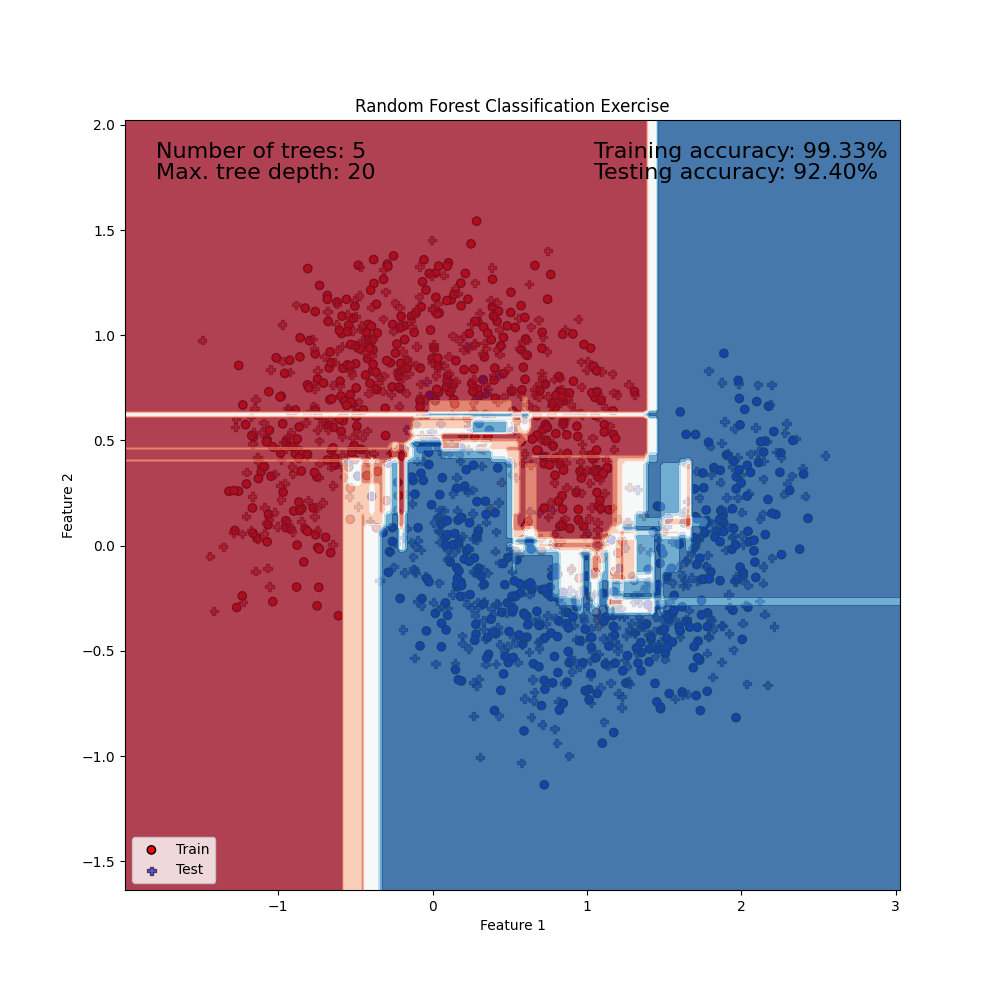 Random Forest Classification Exercise
Number of trees: 5
Max. tree depth: 20
Training accuracy: 99.33%
Testing accuracy: 92.40%
2.0
1.5
1.0
0.5
0.0
−0.5
−1.0
−1.5
Feature 2
Train
Test
−1
0
1
2
3
Feature 1